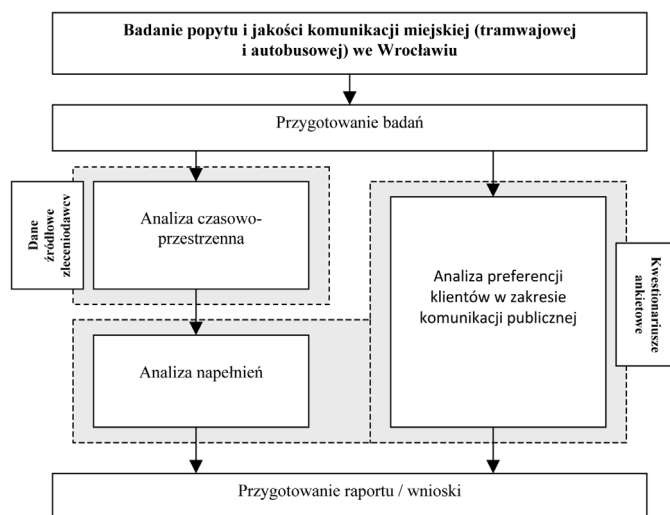 Badanie popytu i jakości komunikacji miejskiej (tramwajowej
i autobusowej) we Wrocławiu
Przygotowanie badań
Dane
źródłowe
zleceniodawcy
Analiza czasowo-
przestrzenna
Analiza preferencji
klientów w zakresie
komunikacji publicznej
Kwestionariusze
ankietowe
Analiza napełnień
Przygotowanie raportu / wnioski